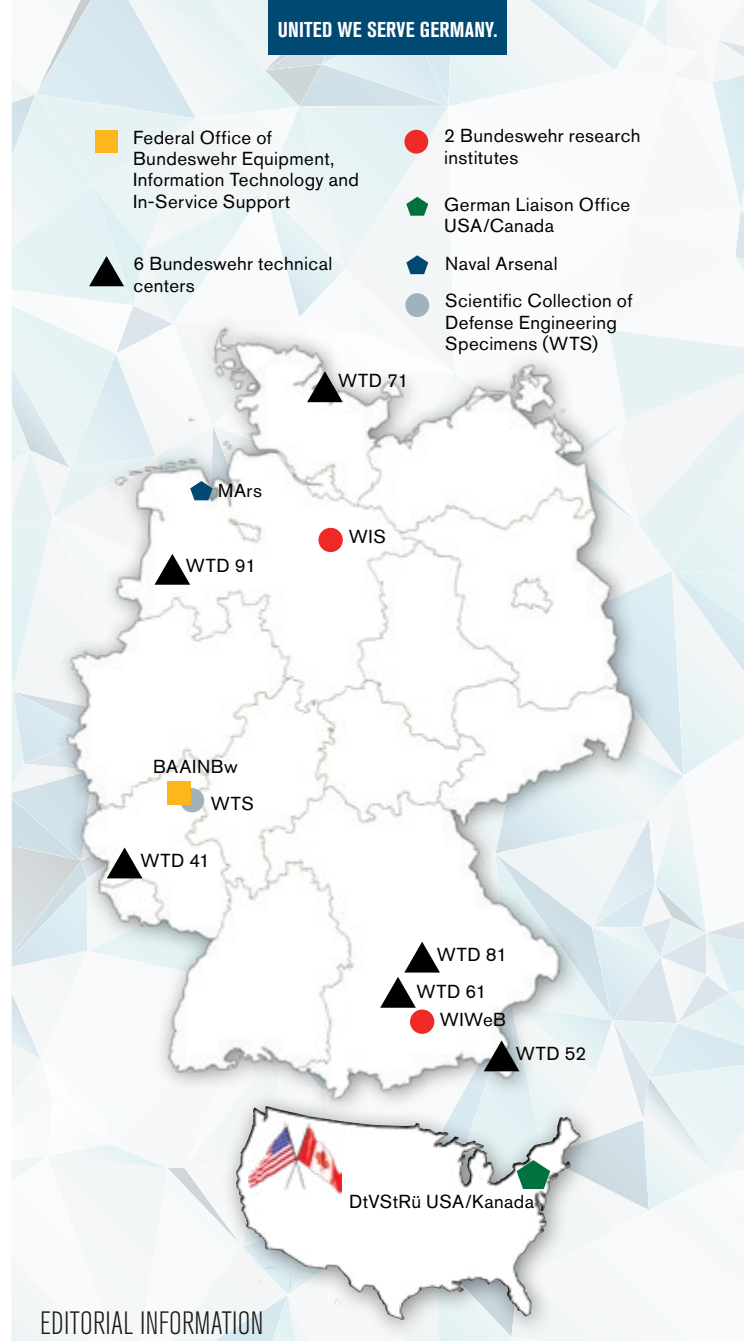 UNITED WE SERVE GERMANY.
Federal Office of
Bundeswehr Equipment,
Information Technology and
In-Service Support
6 Bundeswehr technical
centers
2 Bundeswehr research
institutes
German Liaison Office
USA/Canada
Naval Arsenal
Scientific Collection of
Defense Engineering
Specimens (WTS)
WTD 71
MArs
WIS
WTD 91
BAAINBw
WTS
WTD 41
WTD 81
WTD 61
WIWeB
WTD 52
DtVStRü USA/Kanada
EDITORIAL INFORMATION